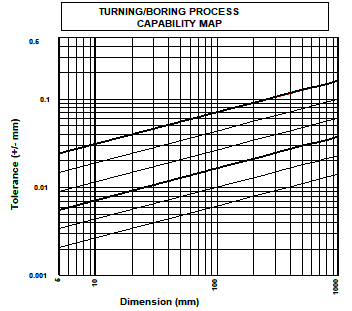 TURNING/BORING PROCESS
CAPABILITY MAP
0.6
0.1
0.01
0.001
Tolerance (+/- mm)
5
10
100
1000
Dimension (mm)